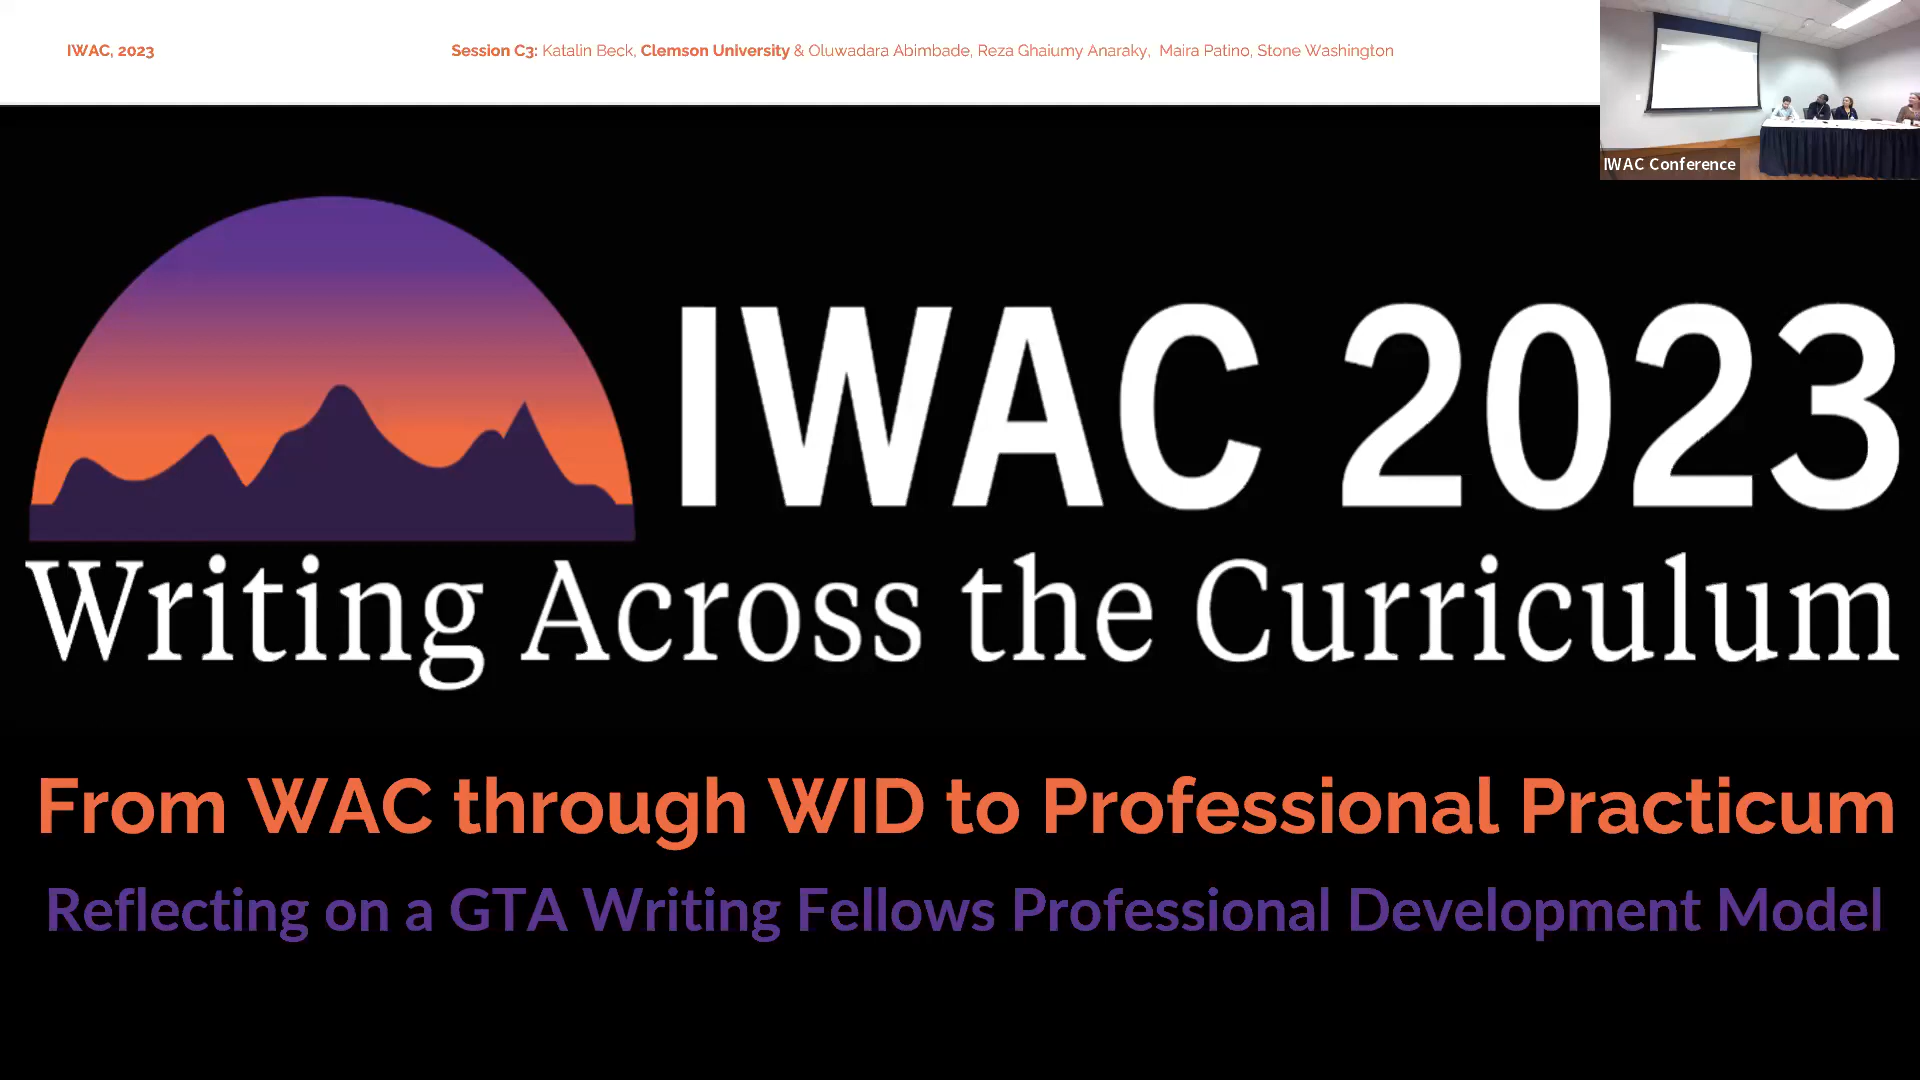 IWAC, 2023
Session C3: Katalin Beck, Clemson University & Oluwadara Abimbade, Reza Ghaiumy Anaraky, Maira Patino, Stone Washington
IWAC Conference
IWAC 2023
Writing Across the Curriculum
From WAC through WID to Professional Practicum
Reflecting on a GTA Writing Fellows Professional Development Model